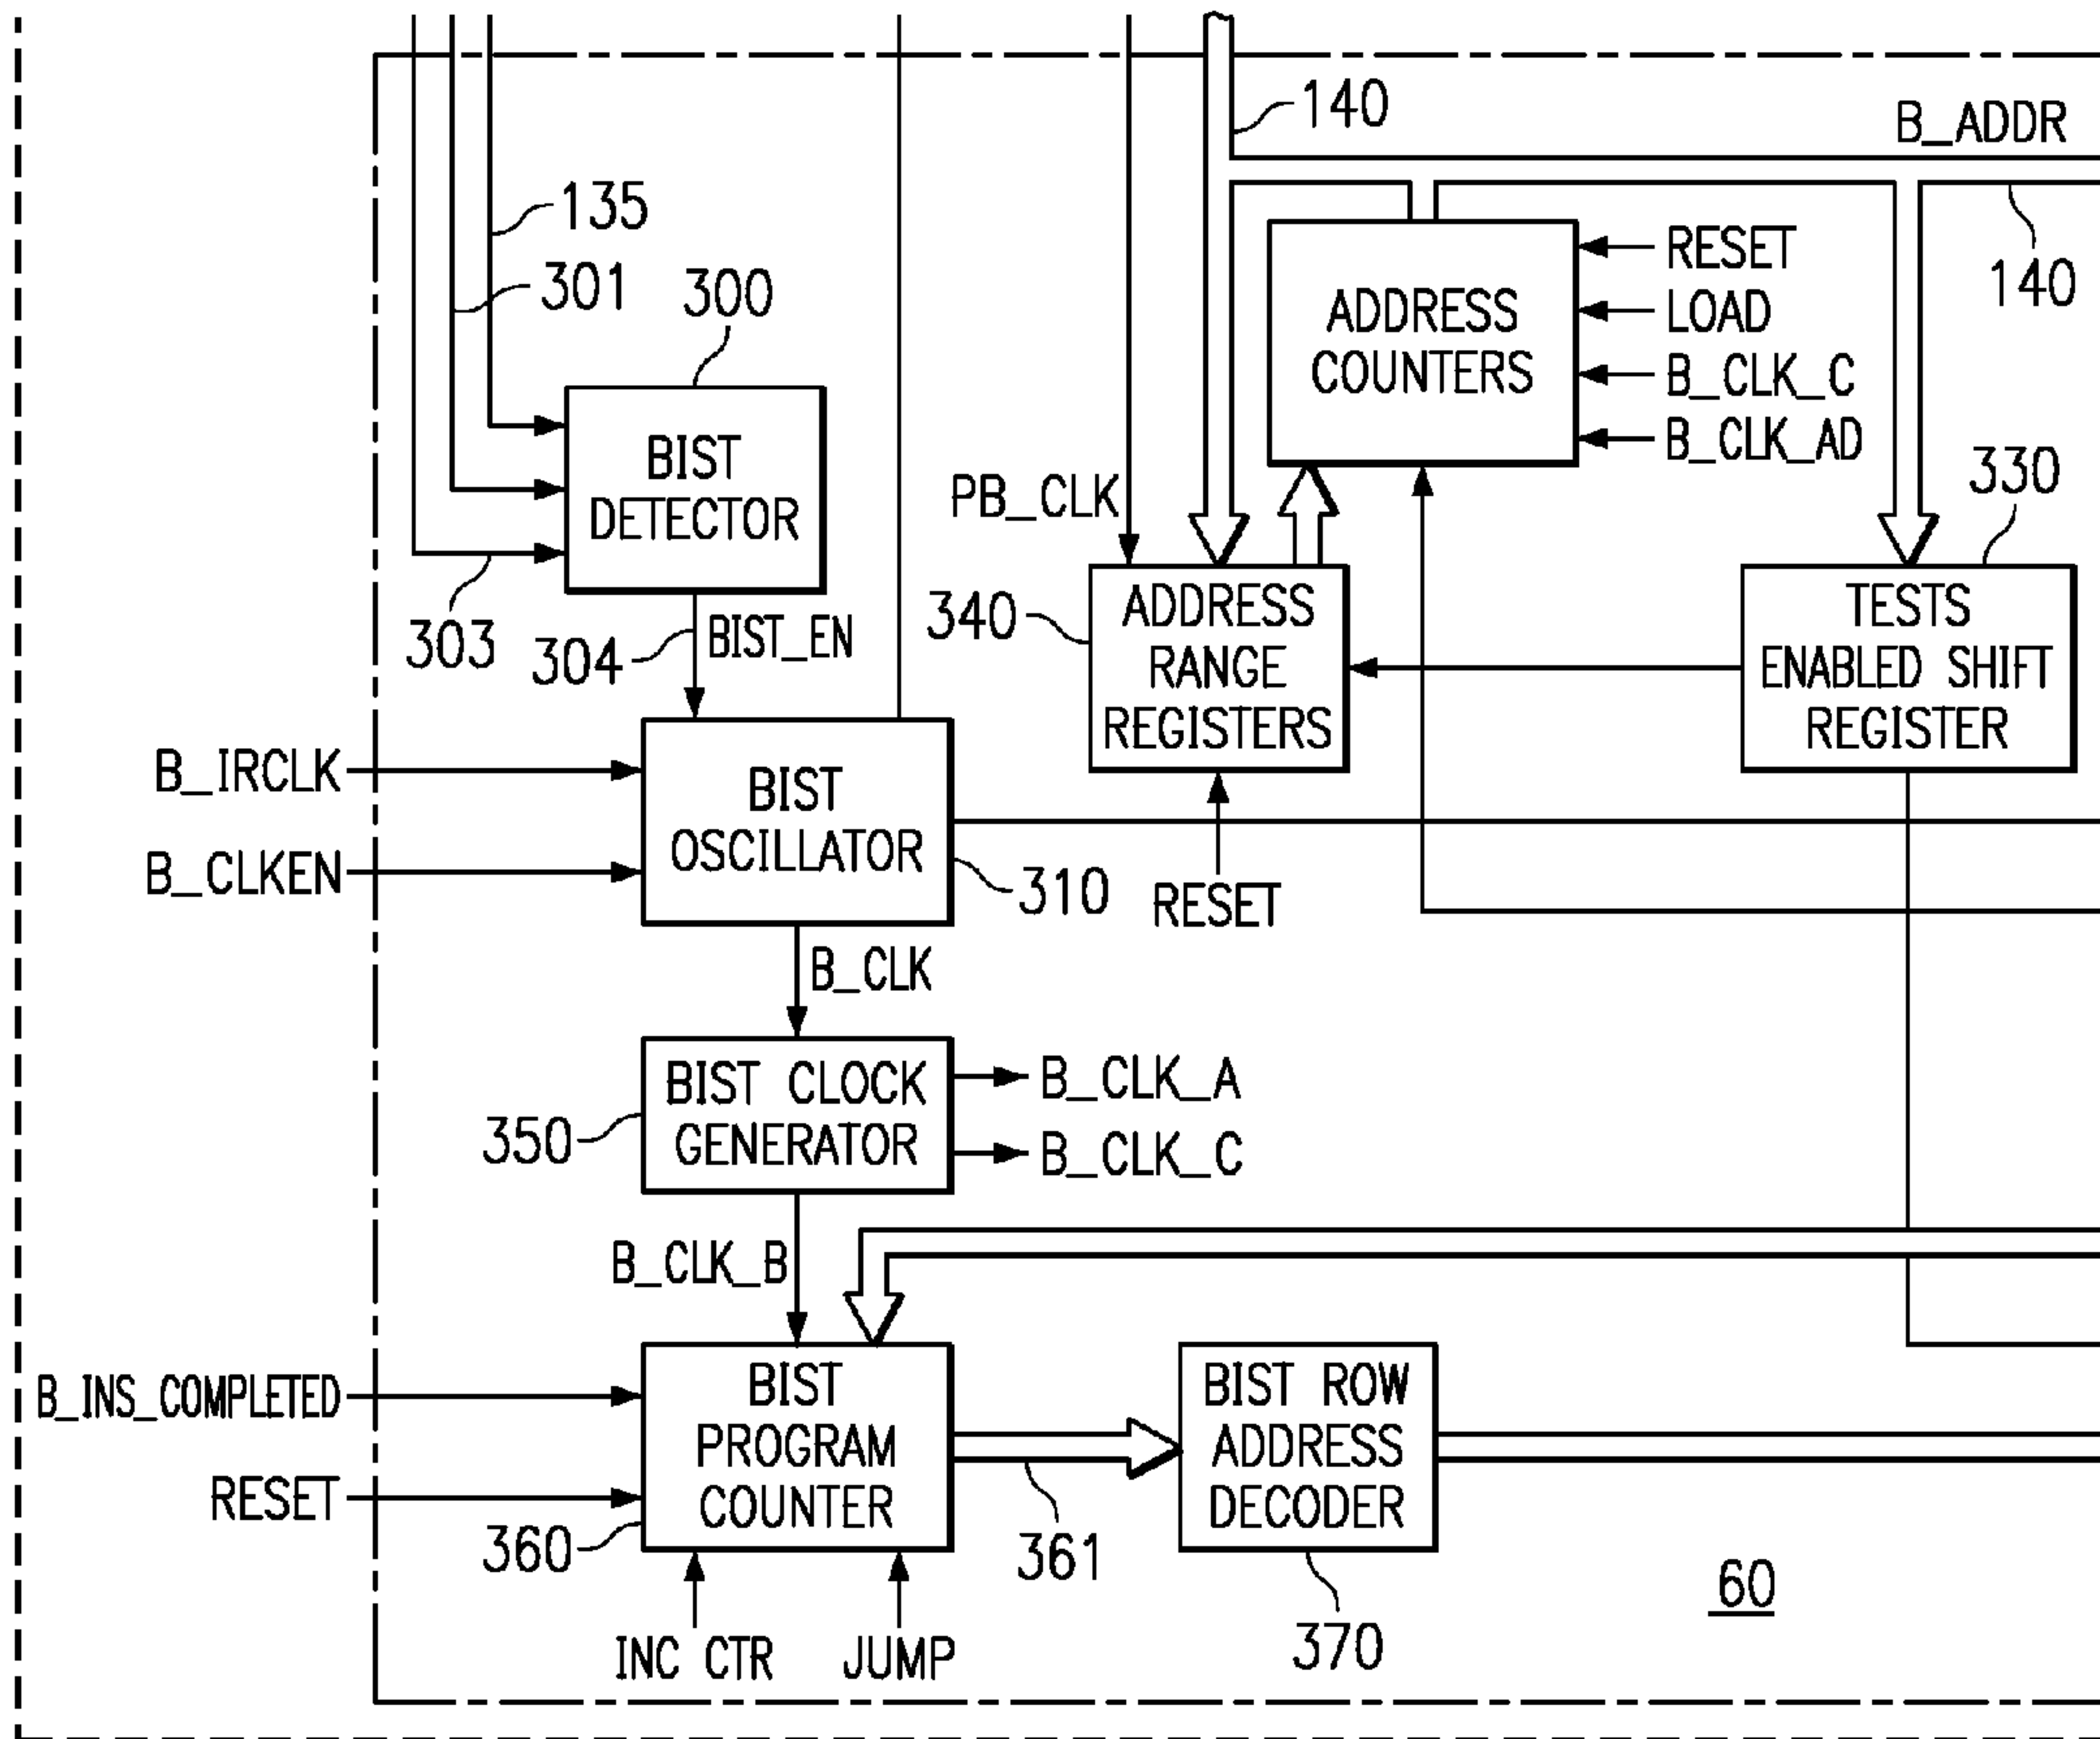 140
B_ADDR
135
301
300
RESET
LOAD
B_CLK_C
B_CLK_AD
140
ADDRESS
COUNTERS
BIST
DETECTOR
PB_CLK
330
303
304
BIST_EN
340
ADDRESS
RANGE
REGISTERS
TESTS
ENABLED SHIFT
REGISTER
B_IRCLK
B_CLKEN
BIST
OSCILLATOR
310
RESET
B_CLK
BIST CLOCK
GENERATOR
350
B_CLK_A
B_CLK_C
B_CLK_B
B_INS_COMPLETED
RESET
BIST
PROGRAM
COUNTER
360
361
BIST ROW
ADDRESS
DECODER
370
60
INC CTR
JUMP